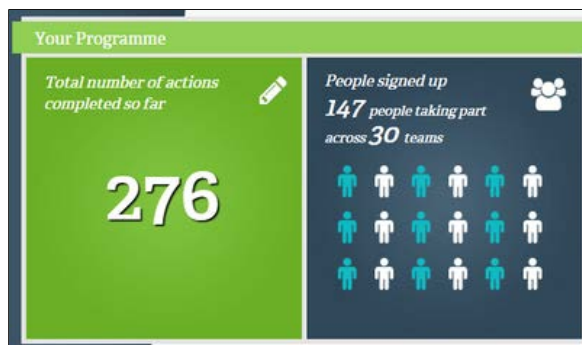 Your Programme
Total number of actions
completed so far
276
People signed up
147 people taking part
across 30 teams